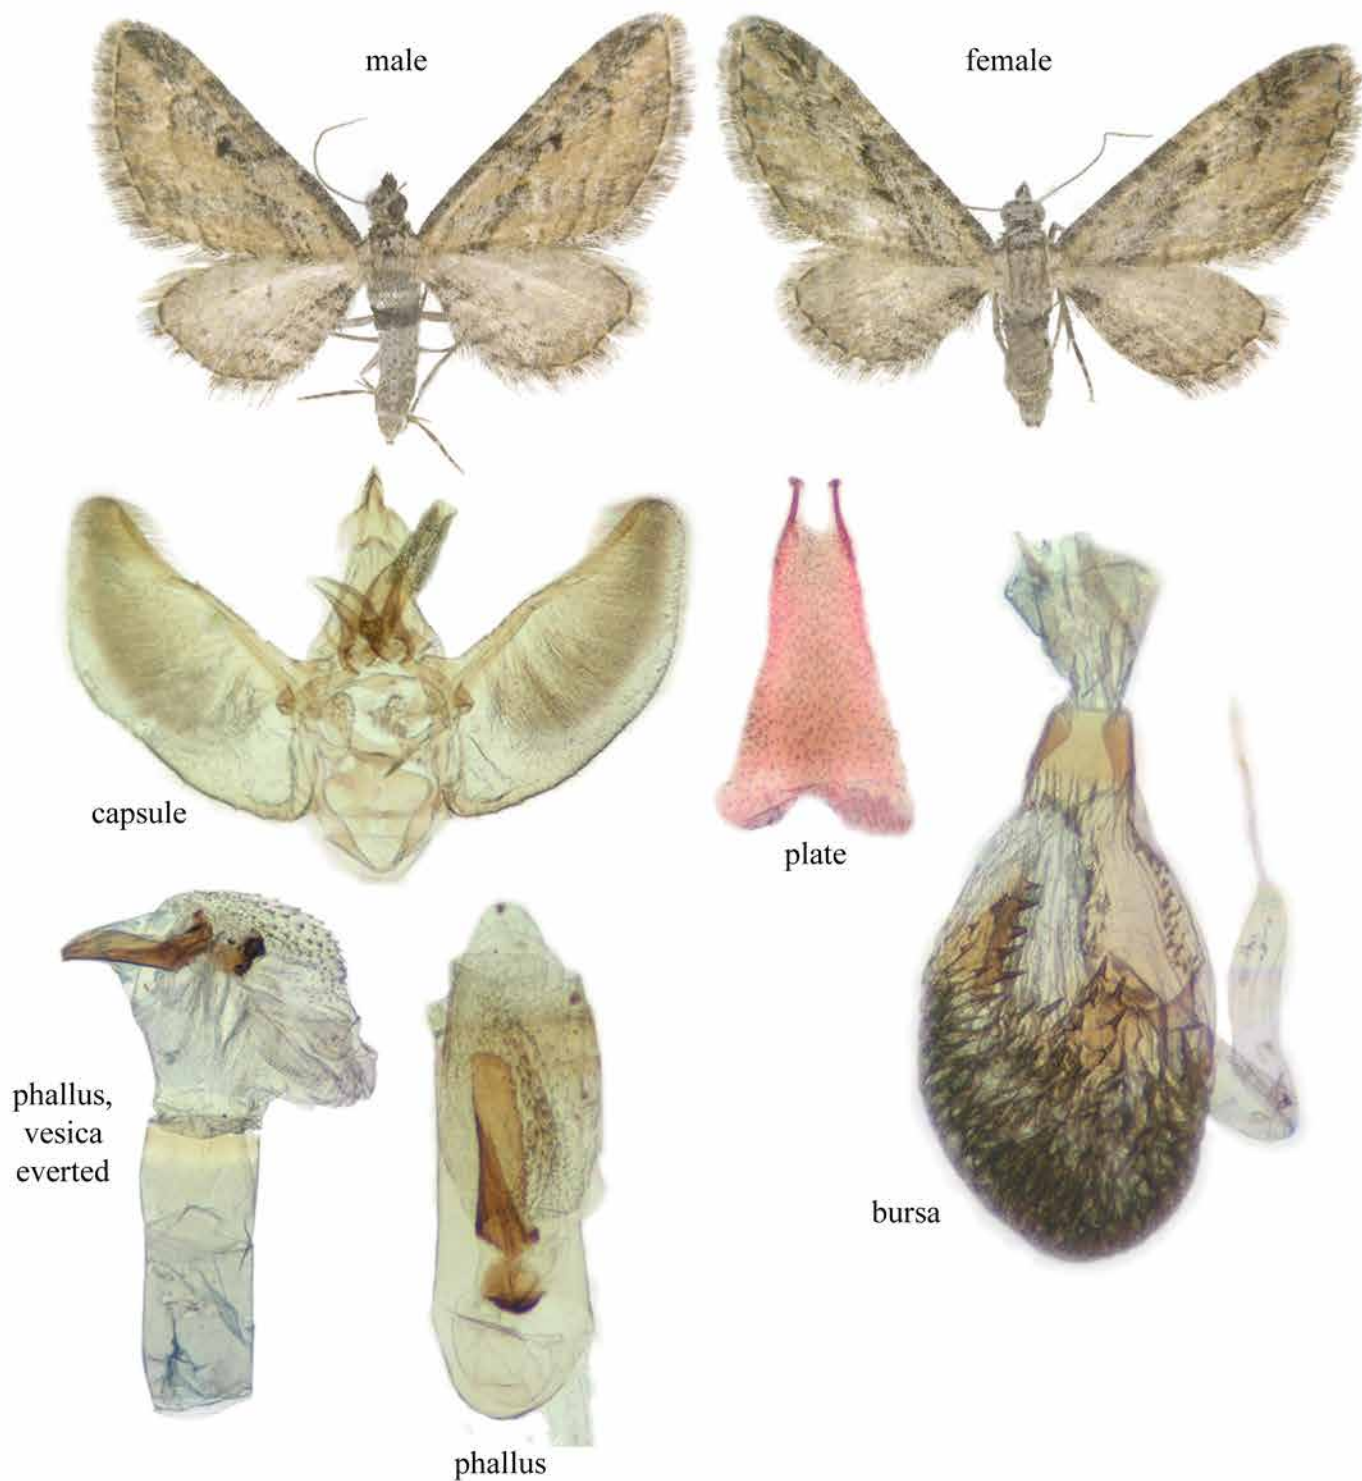 male
female
capsule
plate
phallus,
vesica
everted
bursa
phallus